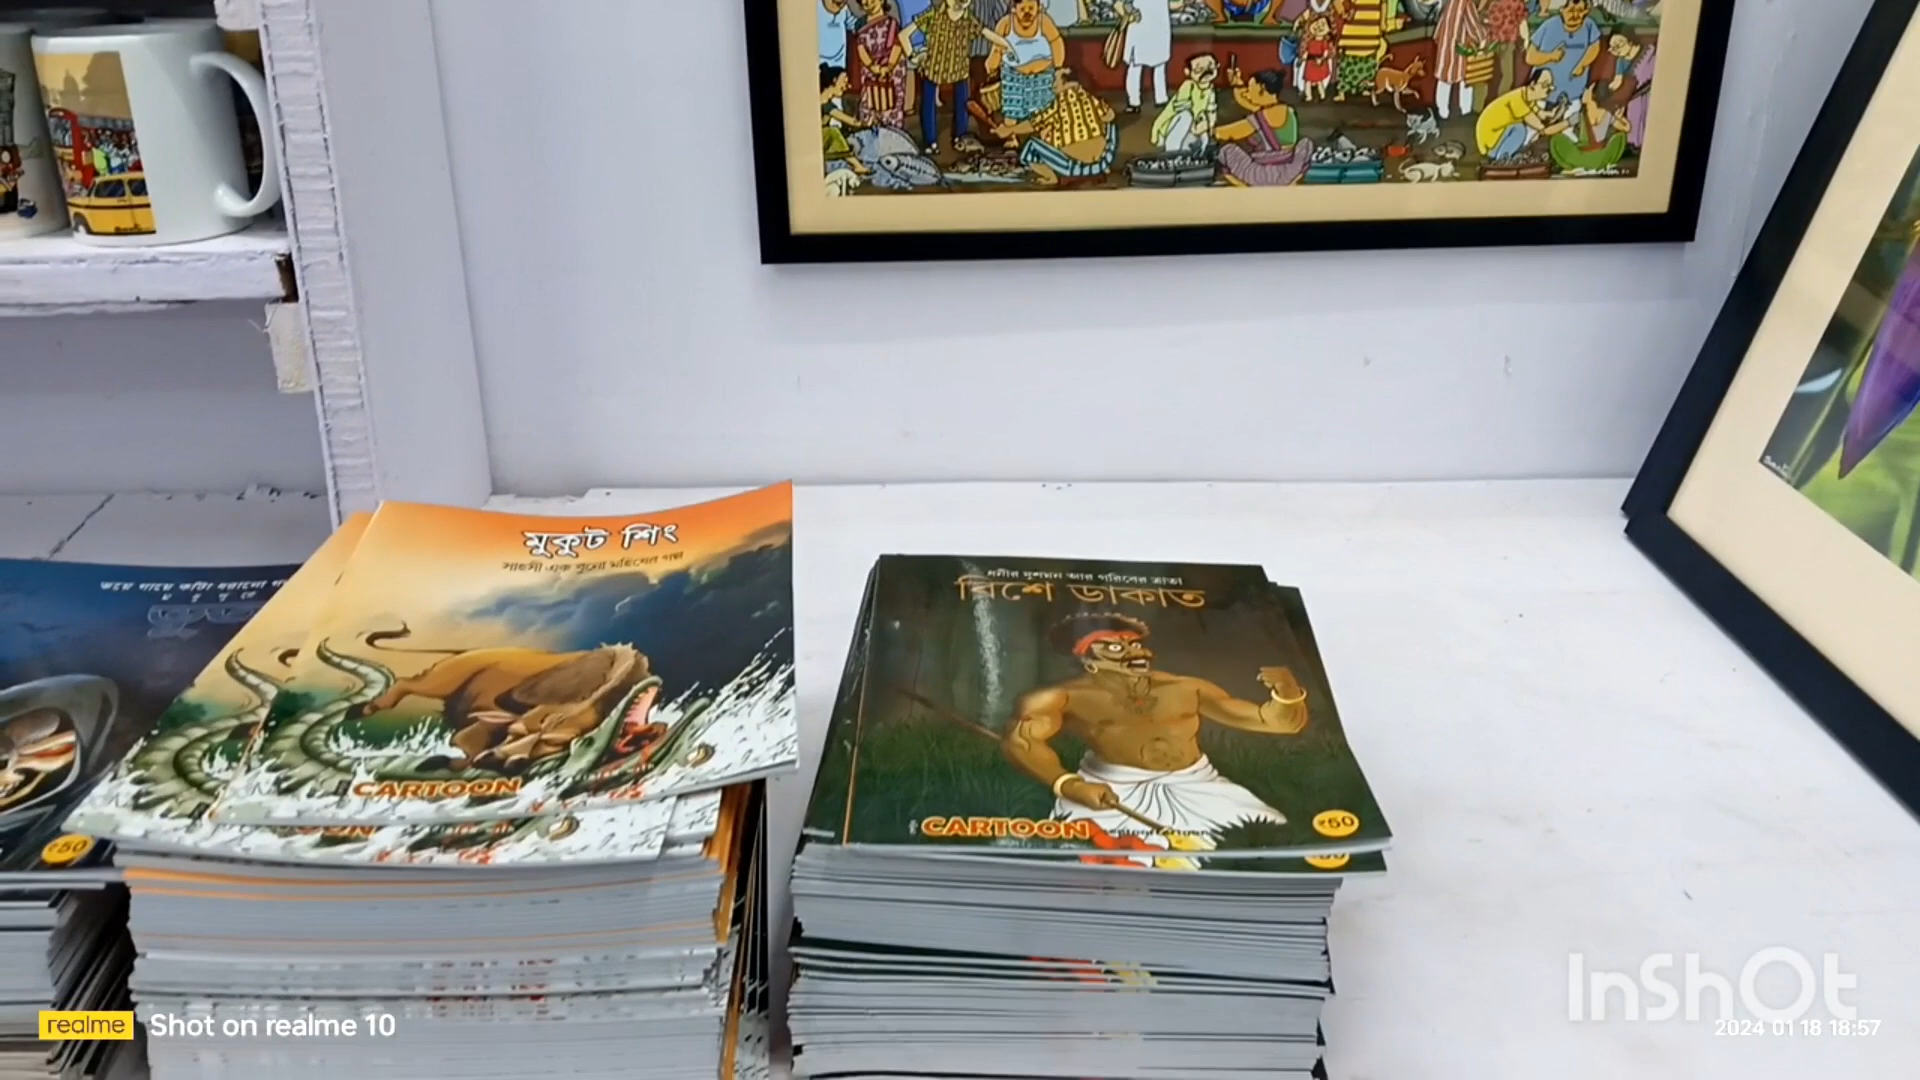 মুকুট শিং
সাহসী এক বুনো মহিষের গল্প
CARTOON
₹50
ধনীর দুশমন আর গরিবের ত্রাতা
বিশে ডাকাত
CARTOON
₹50
realme
Shot on realme 10
InShOt
2024 01 18 18:57